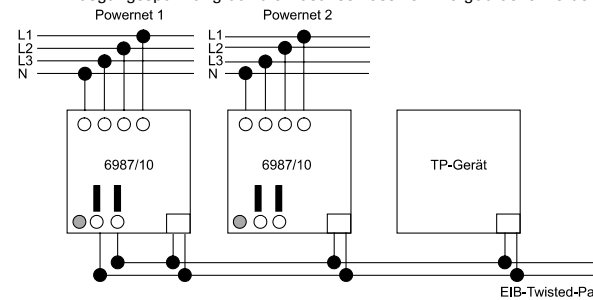 Powernet 1 Powernet 2
L1 L1
L2 L2
L3 L3
N N
6987/10 6987/10 TP-Gerät
EIB-Twisted-Pa